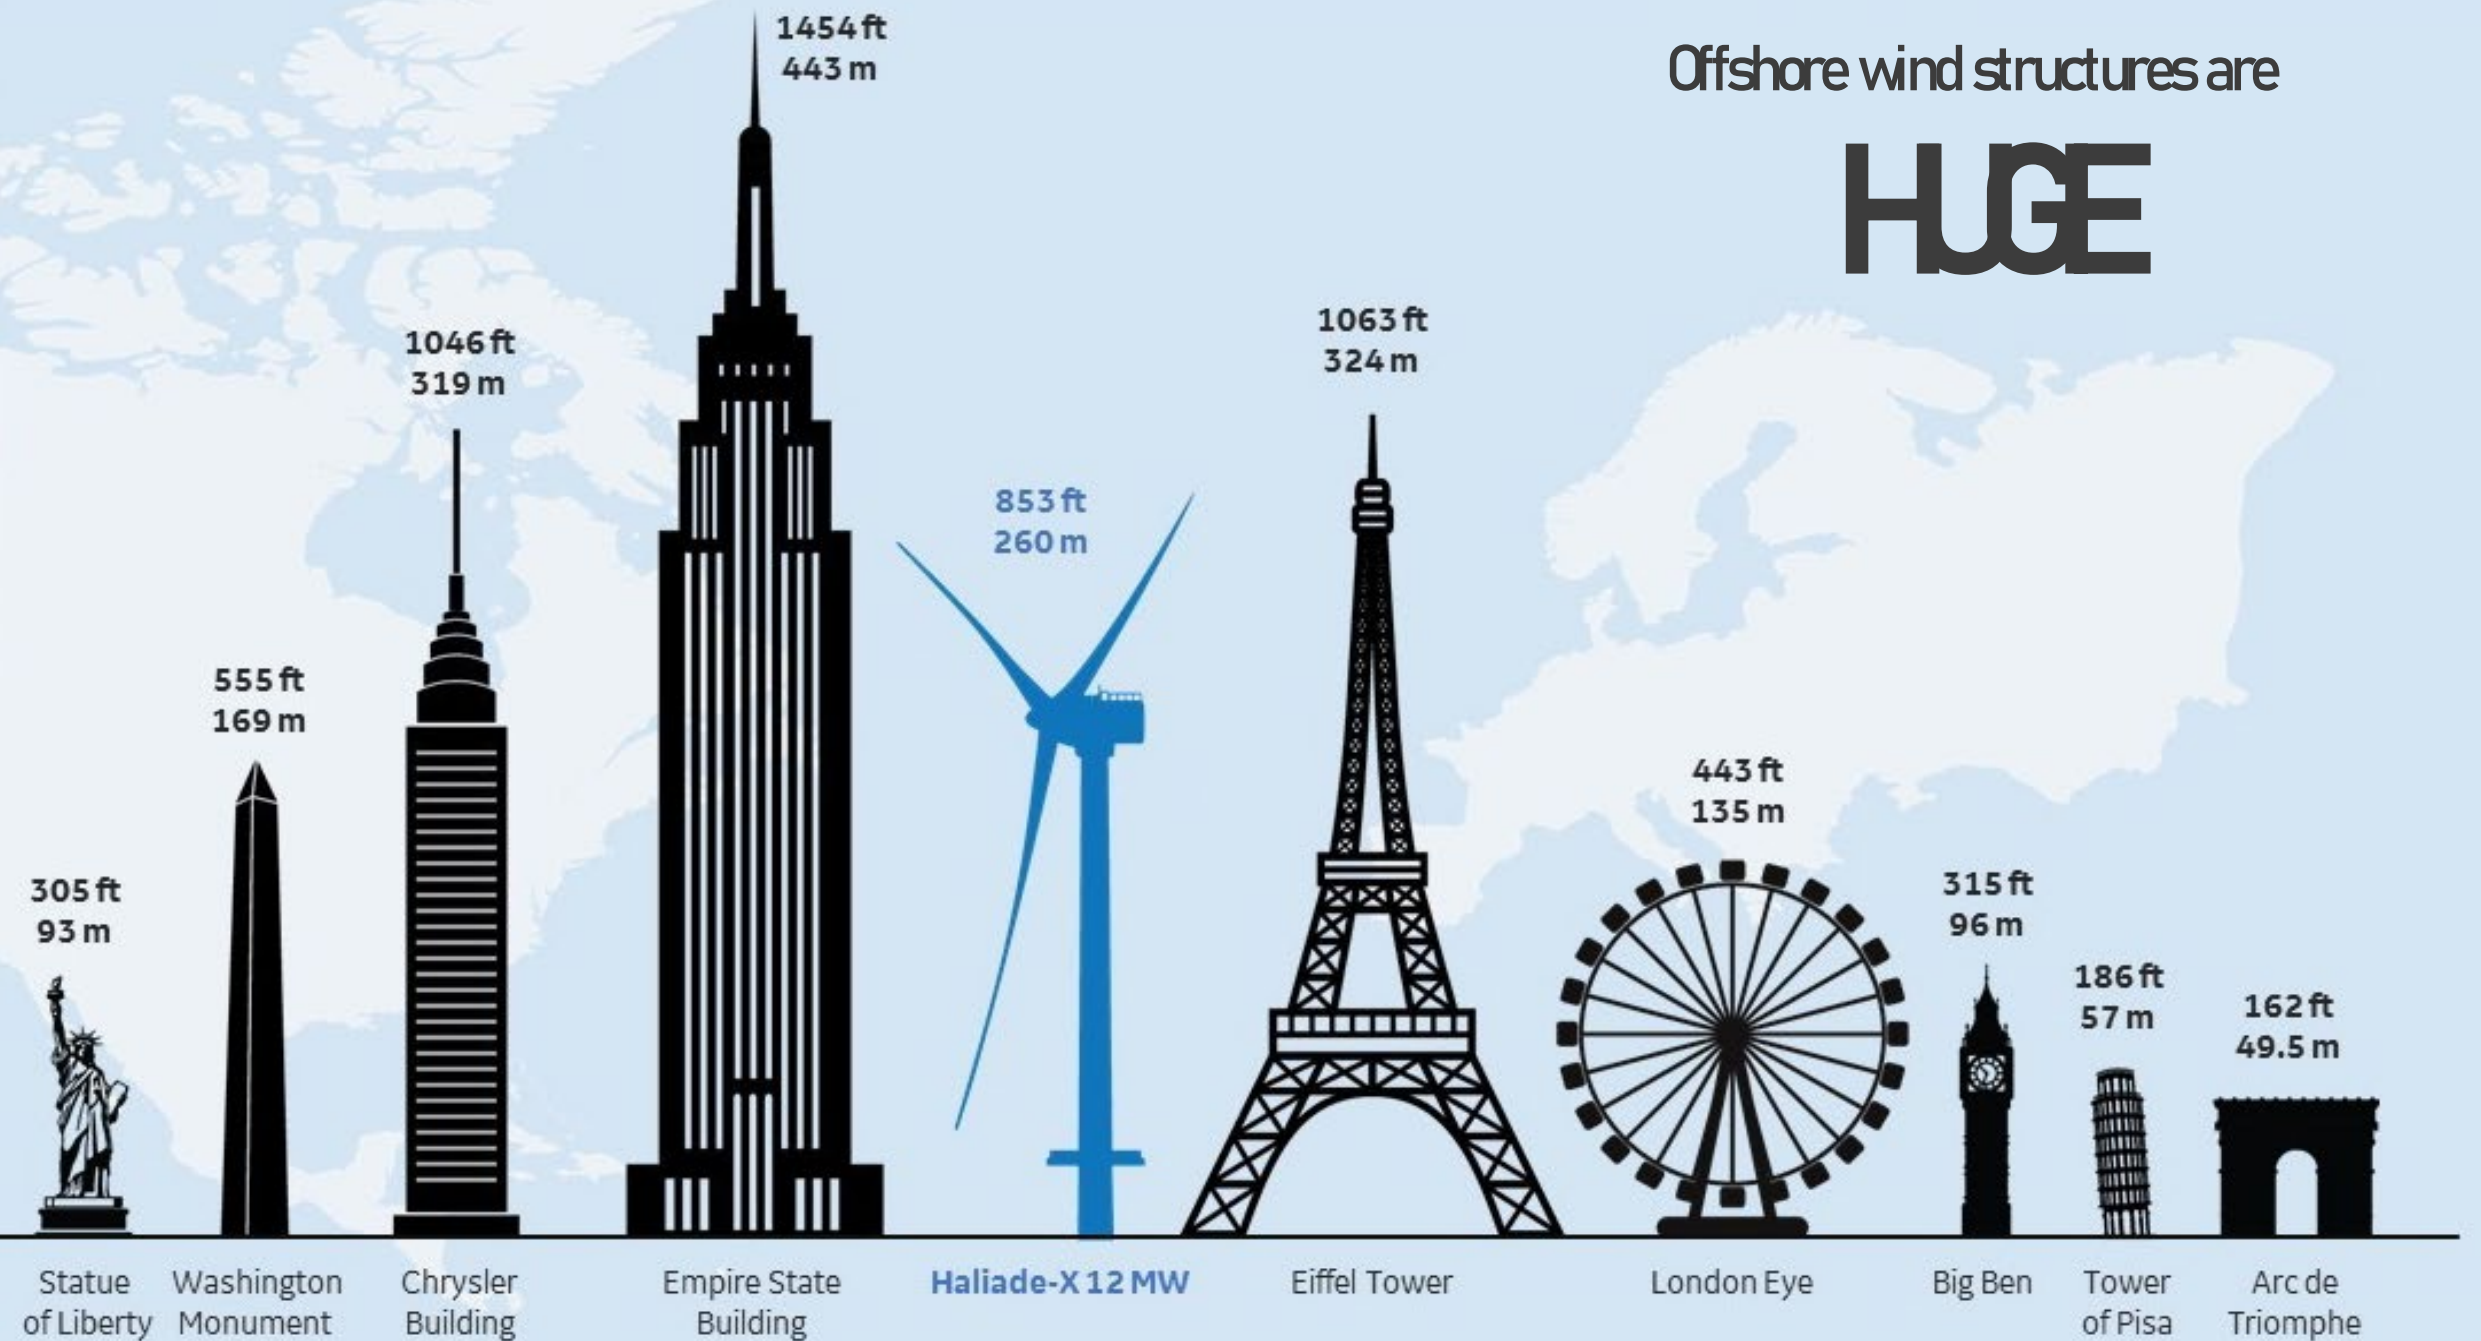 Offshore wind structures are
HUGE
1454 ft
443 m
1046 ft
319 m
1063 ft
324 m
853 ft
260 m
555 ft
169 m
443 ft
135 m
305 ft
93 m
315 ft
96 m
186 ft
57 m
162 ft
49.5 m
Statue
of Liberty
Washington
Monument
Chrysler
Building
Empire State
Building
Haliade-X 12 MW
Eiffel Tower
London Eye
Big Ben
Tower
of Pisa
Arc de
Triomphe